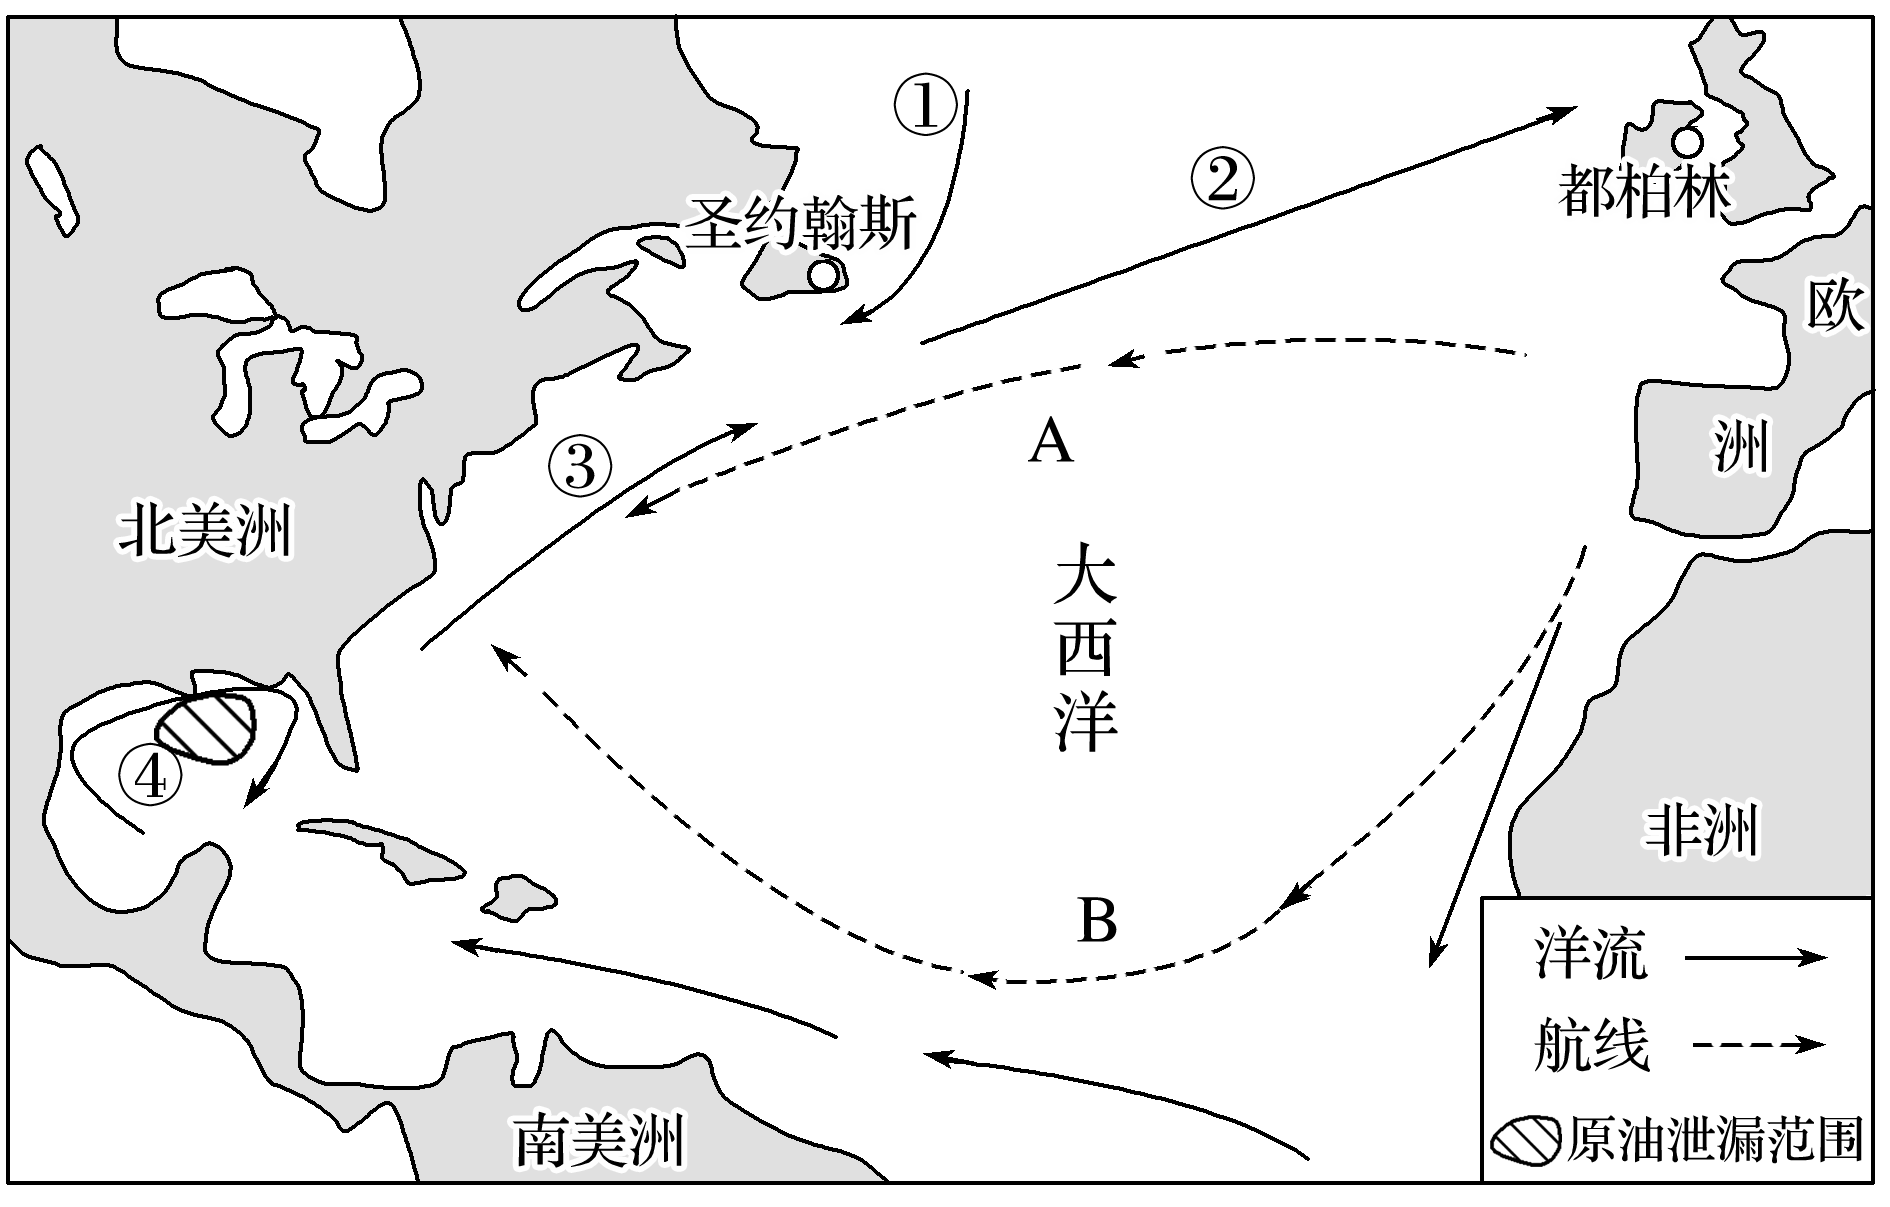 ①
②
都柏林
圣约翰斯
欧
洲
A
③
北美洲
大
西
洋
④
非洲
B
南美洲
洋流
航线
原油泄漏范围